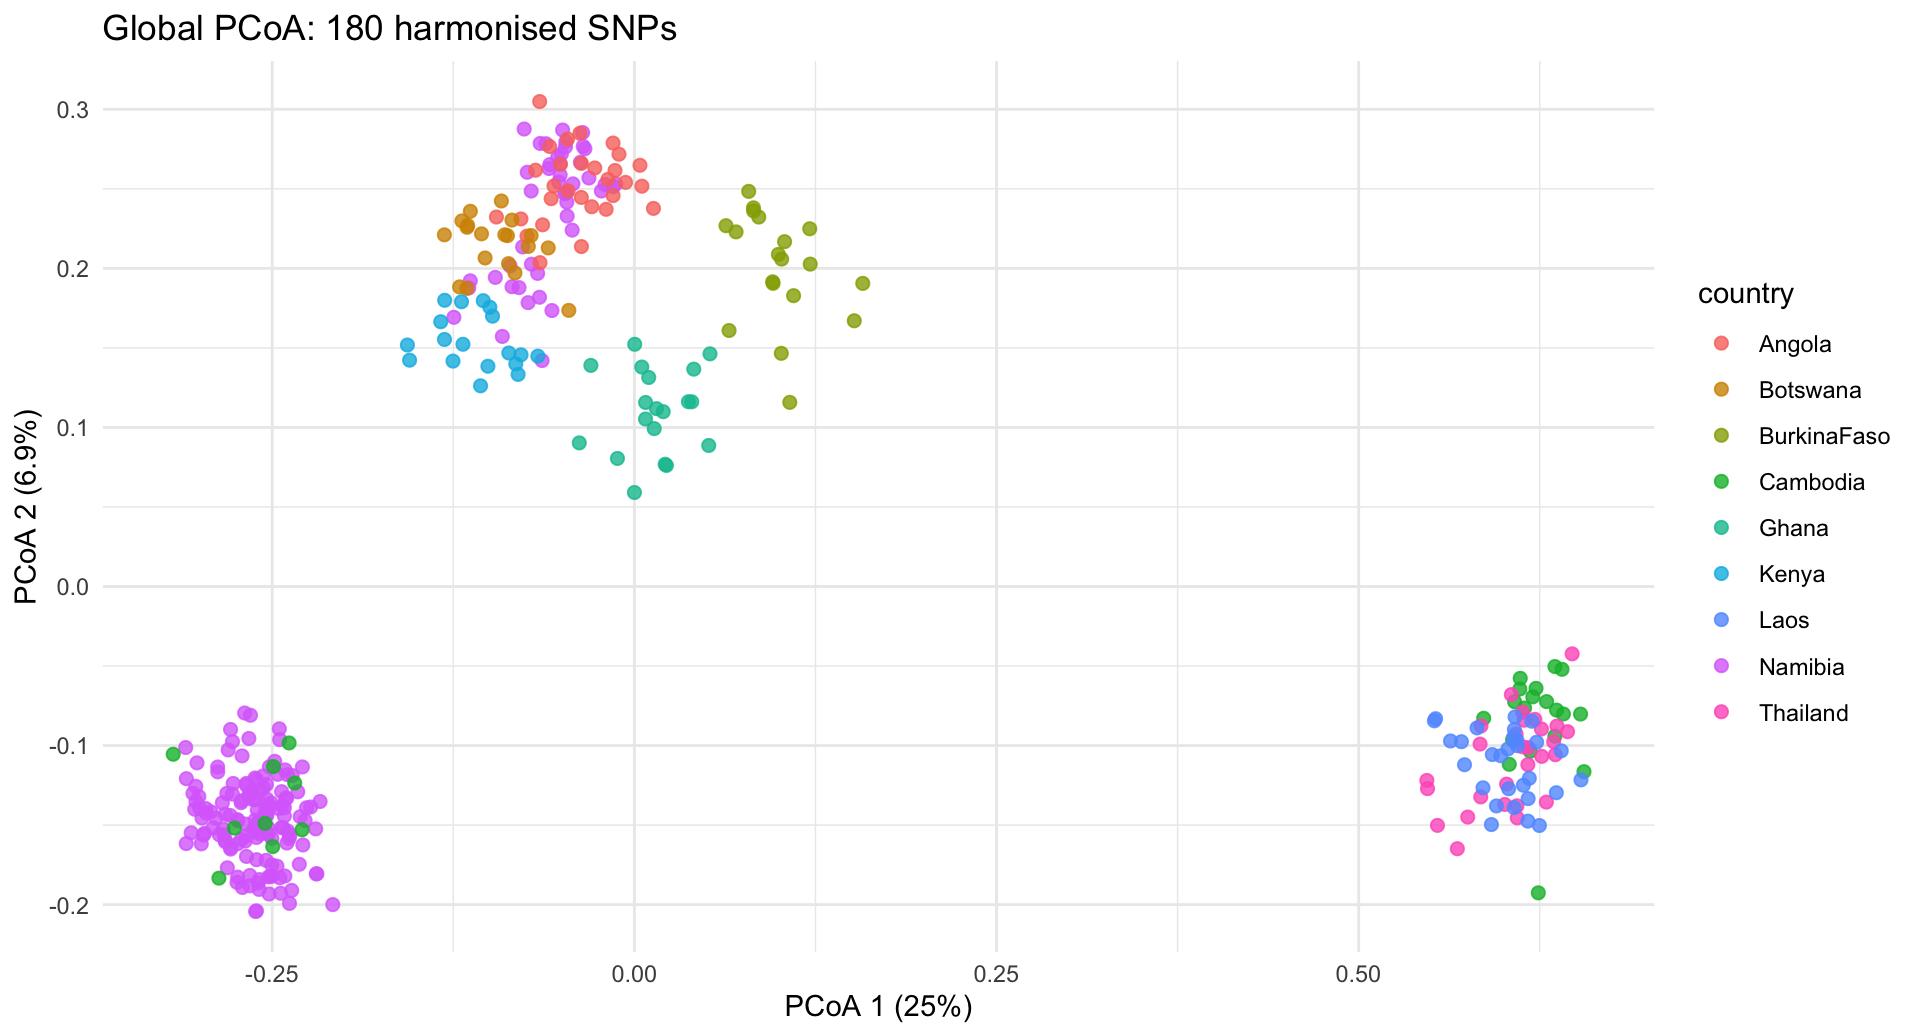 Global PCoA: 180 harmonised SNPs
0.3
0.2
0.1
0.0
-0.1
-0.2
PCoA 2 (6.9%)
-0.25
0.00
0.25
0.50
PCoA 1 (25%)
country
Angola
Botswana
BurkinaFaso
Cambodia
Ghana
Kenya
Laos
Namibia
Thailand